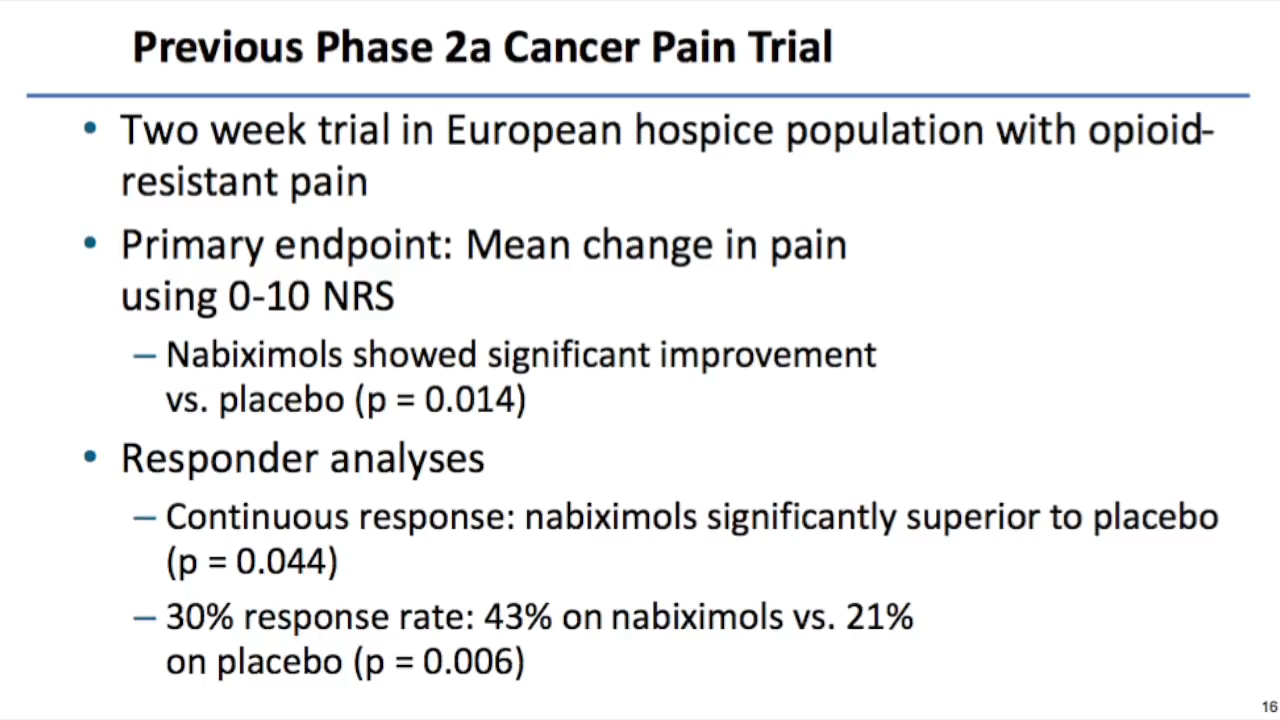 Previous Phase 2a Cancer Pain Trial
• Two week trial in European hospice population with opioid-
resistant pain
• Primary endpoint: Mean change in pain
using 0-10 NRS
– Nabiximols showed significant improvement
vs. placebo (p = 0.014)
• Responder analyses
– Continuous response: nabiximols significantly superior to placebo
(p = 0.044)
– 30% response rate: 43% on nabiximols vs. 21%
on placebo (p = 0.006)
16